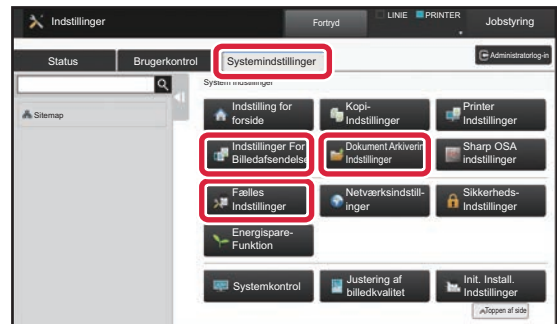 Indstillinger
Fortryd
LINIE
PRINTER
Jobstyring
Status
Brugerkontrol
Systemindstillinger
Administratorlog-in
System Indstillinger
Sitemap
Indstilling for
forside
Kopi-
Indstillinger
Printer
Indstillinger
Indstillinger For
Billedafsendelse
Dokument Arkiverin
Indstillinger
Sharp OSA
indstillinger
Fælles
Indstillinger
Netværksindstill-
inger
Sikkerheds-
Indstillinger
Energispare-
Funktion
Systemkontrol
Justering af
billedkvalitet
Init. Install.
Indstillinger
Toppen af side